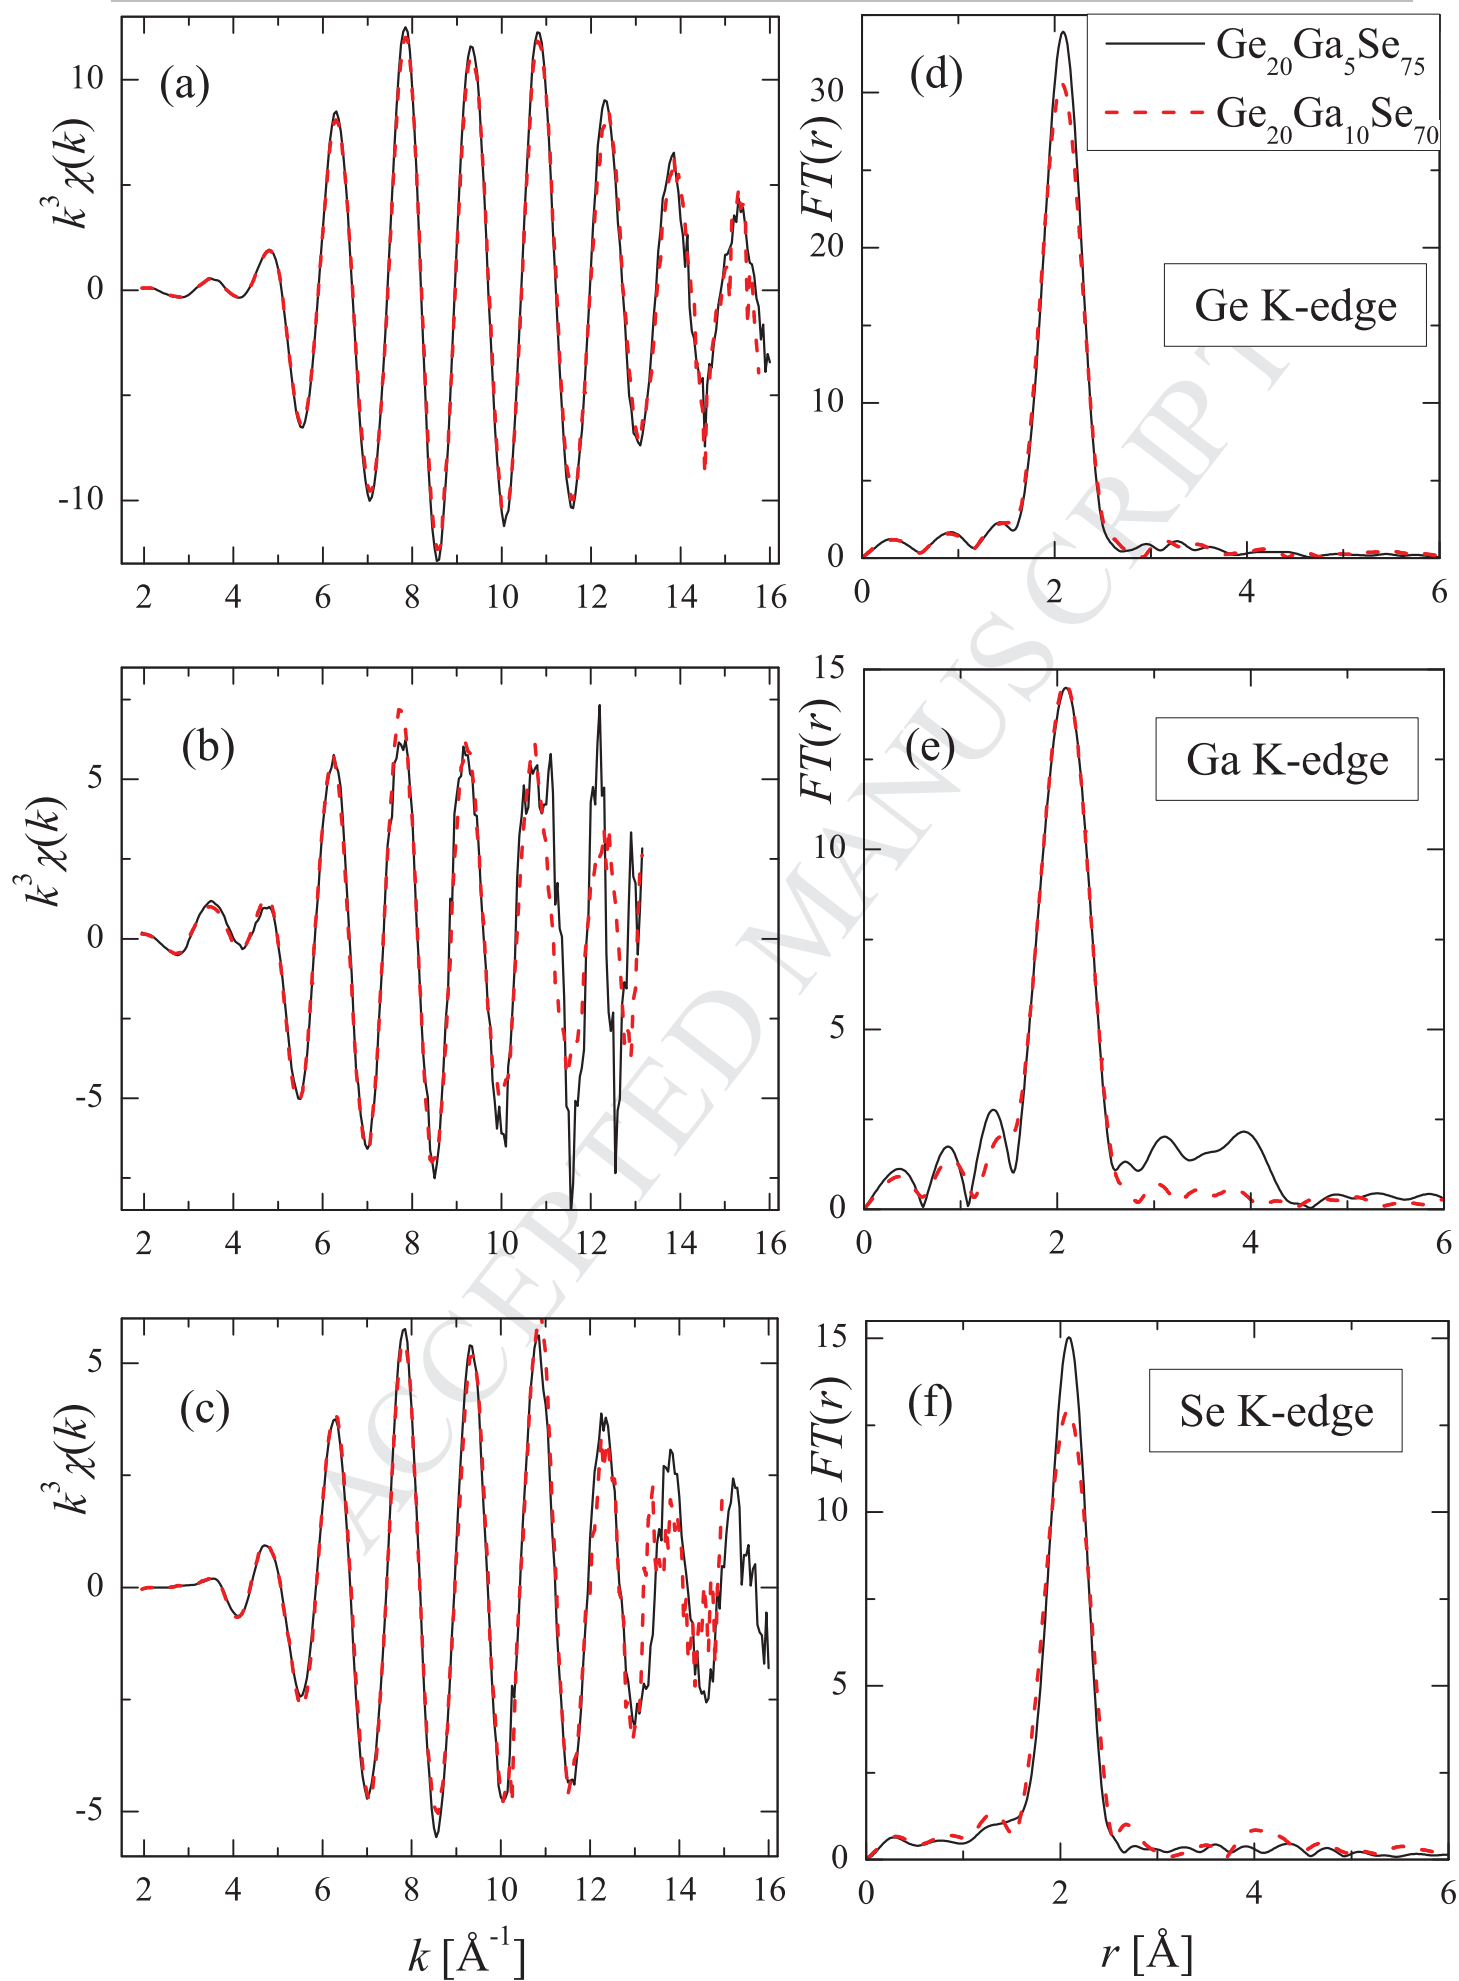 (a)
k³ χ(k)
10
0
-10
2 4 6 8 10 12 14 16
(d)
FT(r)
Ge₂₀Ga₅Se₇₅
Ge₂₀Ga₁₀Se₇₀
Ge K-edge
30
20
10
0
0 2 4 6
(b)
k³ χ(k)
5
0
-5
2 4 6 8 10 12 14 16
(e)
FT(r)
Ga K-edge
15
10
5
0
0 2 4 6
(c)
k³ χ(k)
5
0
-5
2 4 6 8 10 12 14 16
k [Å⁻¹]
(f)
FT(r)
Se K-edge
15
10
5
0
0 2 4 6
r [Å]
ACCEPTED MANUSCRIPT